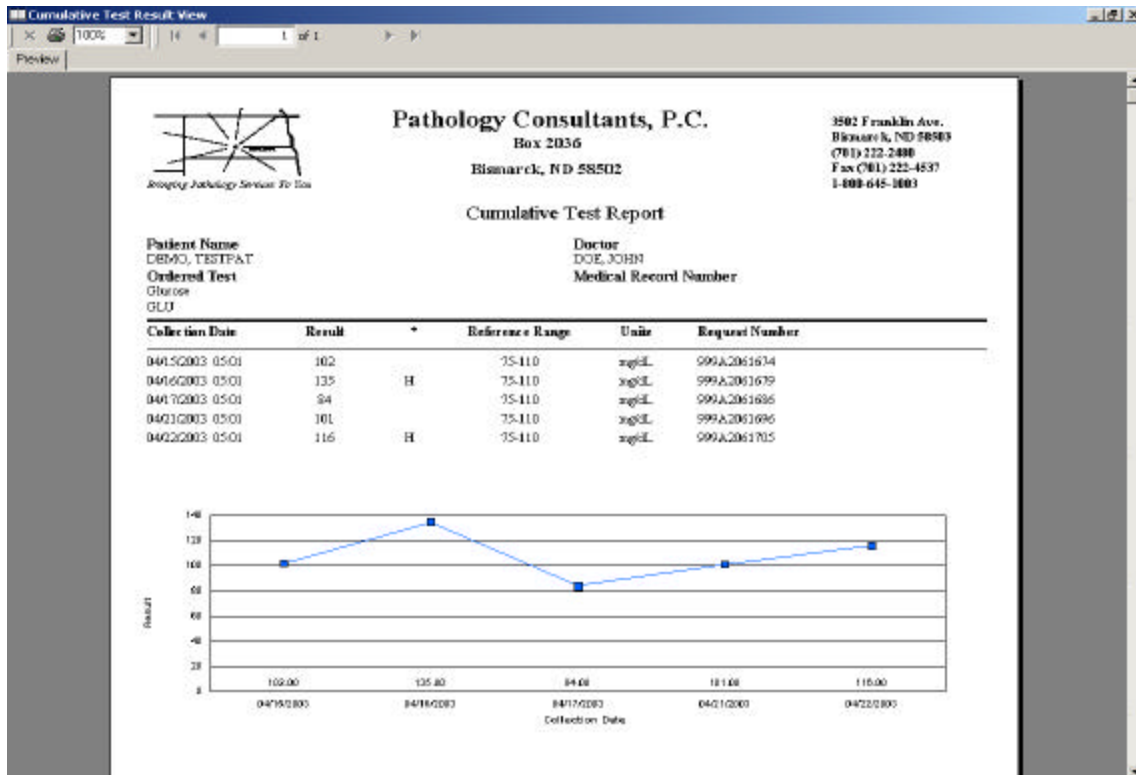 Cumulative Test Result View
100% 1 of 1
Preview
Pathology Consultants, P.C.
Box 2036
Bismarck, ND 58502
3502 Franklin Ave.
Bismarck, ND 58503
(701) 222-2480
Fax (701) 222-4537
1-800-645-1003
Bringing Pathology Services To You
Cumulative Test Report
Patient Name Doctor
DEMO, TESTPAT DOE, JOHN
Ordered Test Medical Record Number
Glucose
GLU
Collection Date Result * Reference Range Units Request Number
04/15/2003 05:01 102 75-110 mg/dL 999A2061674
04/16/2003 05:01 135 H 75-110 mg/dL 999A2061679
04/17/2003 05:01 84 75-110 mg/dL 999A2061686
04/21/2003 05:01 101 75-110 mg/dL 999A2061696
04/22/2003 05:01 116 H 75-110 mg/dL 999A2061705
140
120
100
80
60
40
20
0
Result
102.00 135.00 84.00 101.00 116.00
04/15/2003 04/16/2003 04/17/2003 04/21/2003 04/22/2003
Collection Date